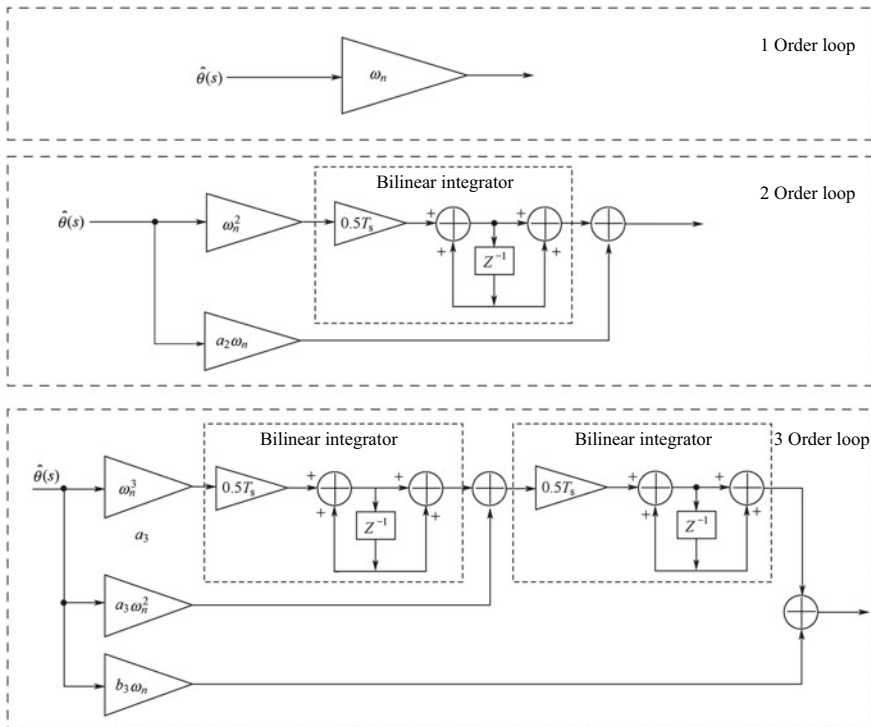 1 Order loop
θ̂(s)
ωₙ
Bilinear integrator
2 Order loop
θ̂(s)
ωₙ²
0.5Tₛ
+
+
+
+
Z⁻¹
a₂ωₙ
Bilinear integrator
Bilinear integrator
3 Order loop
θ̂(s)
ωₙ³
0.5Tₛ
+
+
+
+
Z⁻¹
0.5Tₛ
+
+
+
+
Z⁻¹
a₃
a₃ωₙ²
b₃ωₙ